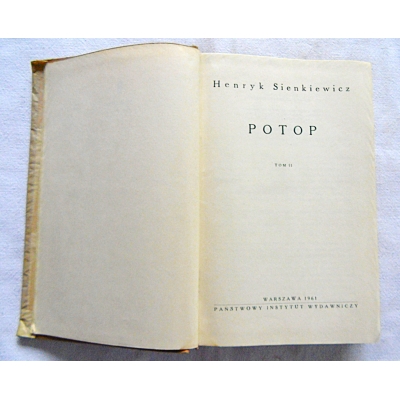 Henryk Sienkiewicz
POTOP
TOM II
WARSZAWA 1961
PAŃSTWOWY INSTYTUT WYDAWNICZY